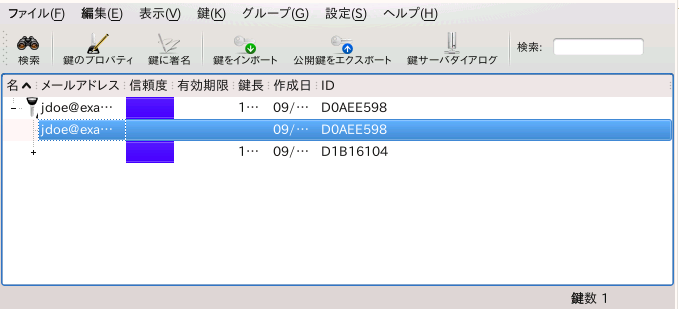 ファイル(F) 編集(E) 表示(V) 鍵(K) グループ(G) 設定(S) ヘルプ(H)
検索 鍵のプロパティ 鍵に署名 鍵をインポート 公開鍵をエクスポート 鍵サーバダイアログ 検索:
名 メールアドレス 信頼度 有効期限 鍵長 作成日 ID
jdoe@exa… 1… 09/… D0AEE598
jdoe@exa… 09/… D0AEE598
1… 09/… D1B16104
鍵数 1